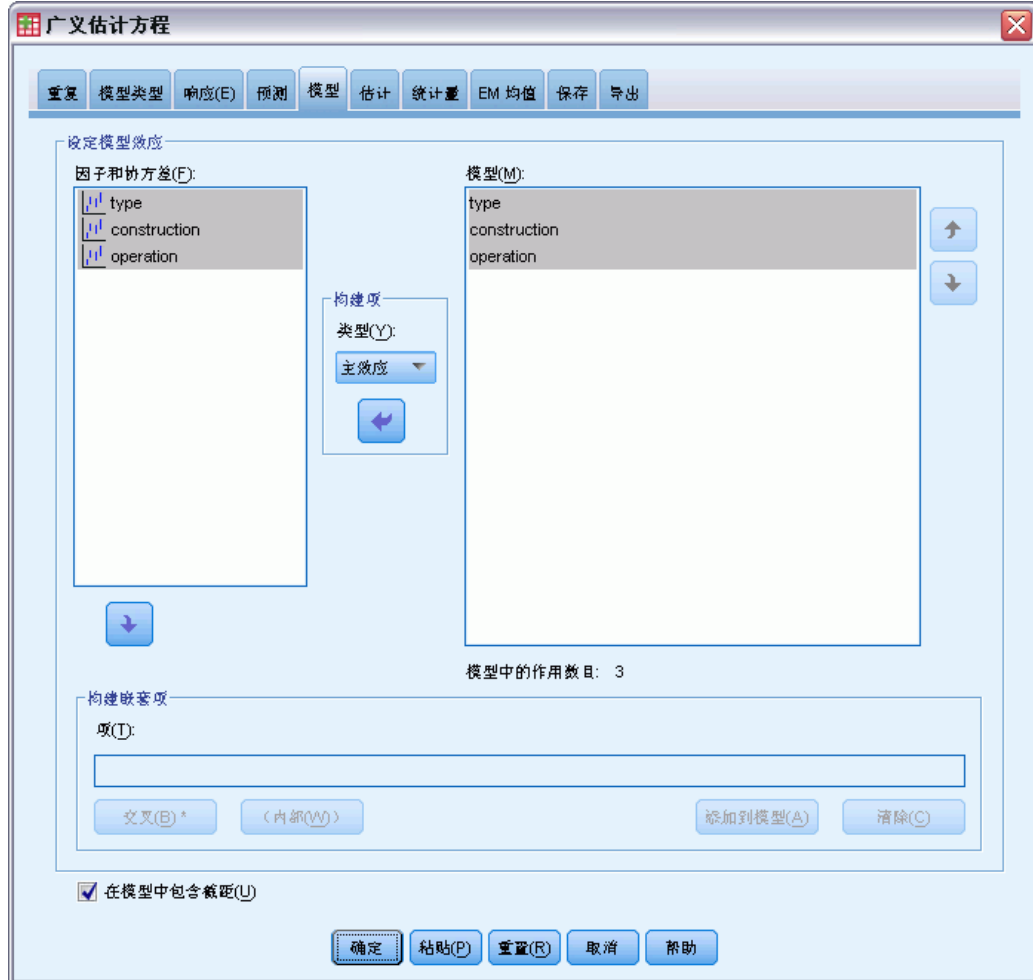 广义估计方程
重复 模型类型 响应(E) 预测 模型 估计 统计量 EM 均值 保存 导出
设定模型效应
因子和协方差(F):
type
construction
operation
构建项
类型(Y):
主效应
模型(M):
type
construction
operation
模型中的作用数目: 3
构建嵌套项
项(T):
交叉(B) * (内部(W)) 添加到模型(A) 清除(C)
在模型中包含截距(U)
确定 粘贴(P) 重置(R) 取消 帮助